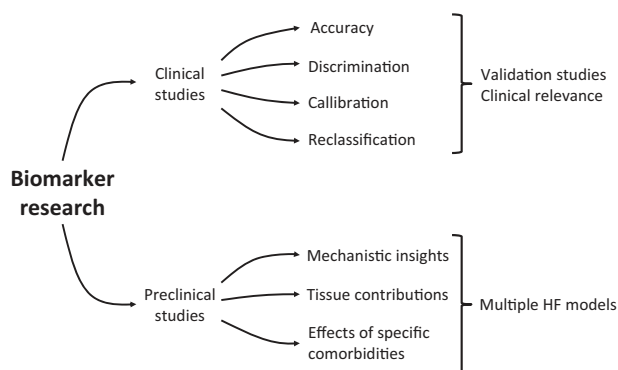 Biomarker
research
Clinical
studies
Accuracy
Discrimination
Callibration
Reclassification
Validation studies
Clinical relevance
Preclinical
studies
Mechanistic insights
Tissue contributions
Effects of specific
comorbidities
Multiple HF models